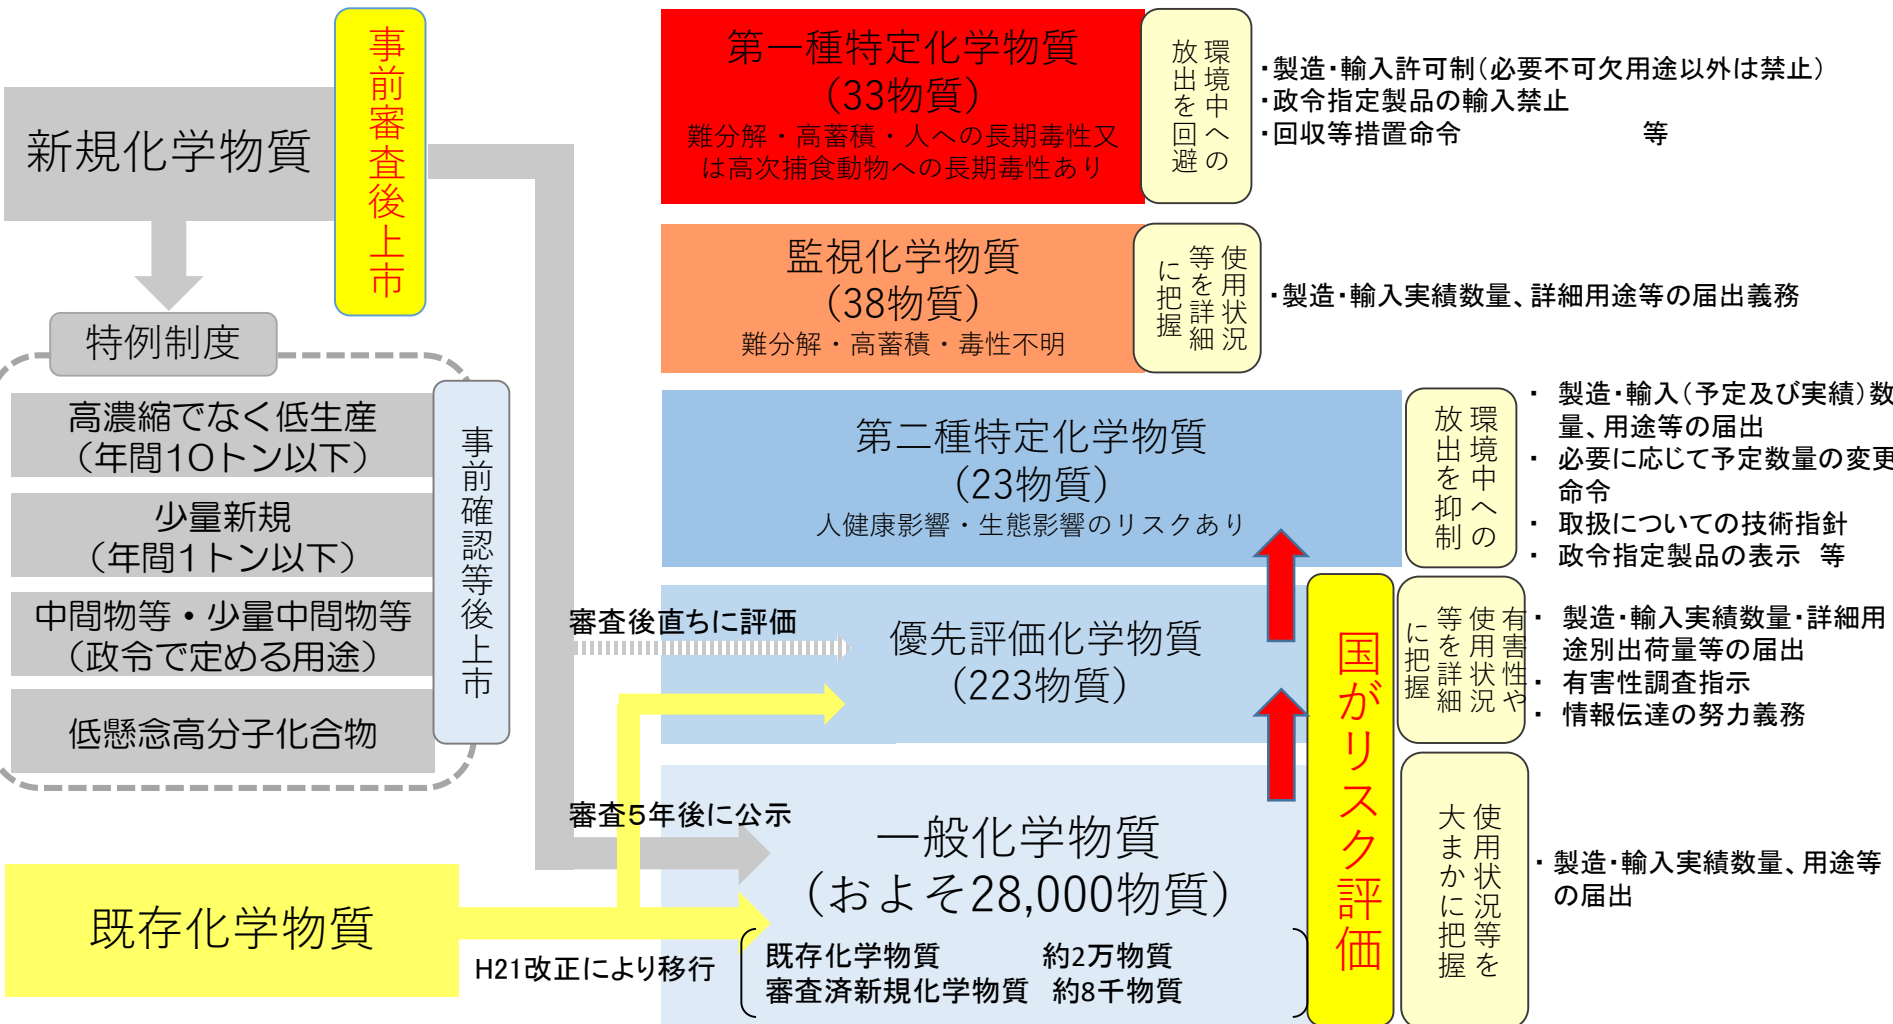 新規化学物質
事前審査後上市
特例制度
高濃縮でなく低生産
（年間10トン以下）
少量新規
（年間1トン以下）
中間物等・少量中間物等
（政令で定める用途）
低懸念高分子化合物
事前確認等後上市
既存化学物質
審査後直ちに評価
審査5年後に公示
H21改正により移行
第一種特定化学物質
（33物質）
難分解・高蓄積・人への長期毒性又
は高次捕食動物への長期毒性あり
環境中への
放出を回避
・製造・輸入許可制（必要不可欠用途以外は禁止）
・政令指定製品の輸入禁止
・回収等措置命令　等
監視化学物質
（38物質）
難分解・高蓄積・毒性不明
使用状況
等を詳細
に把握
・製造・輸入実績数量、詳細用途等の届出義務
第二種特定化学物質
（23物質）
人健康影響・生態影響のリスクあり
環境中への
放出を抑制
・ 製造・輸入（予定及び実績）数
量、用途等の届出
・ 必要に応じて予定数量の変更
命令
・ 取扱についての技術指針
・ 政令指定製品の表示 等
優先評価化学物質
（223物質）
有害性や
使用状況
等を詳細
に把握
・ 製造・輸入実績数量・詳細用
途別出荷量等の届出
・ 有害性調査指示
・ 情報伝達の努力義務
国がリスク評価
一般化学物質
（およそ28,000物質）
既存化学物質　約2万物質
審査済新規化学物質　約8千物質
使用状況等を
大まかに把握
・ 製造・輸入実績数量、用途等
の届出